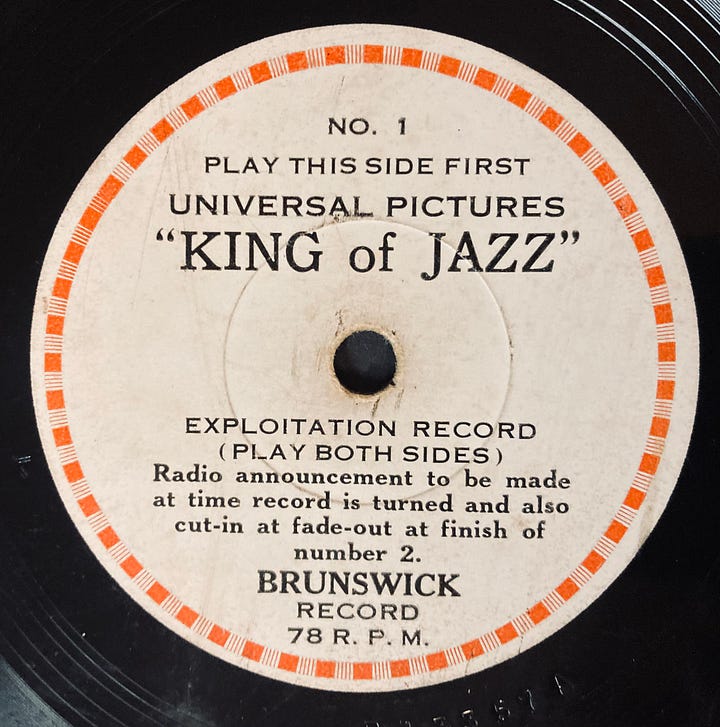 NO. 1
PLAY THIS SIDE FIRST
UNIVERSAL PICTURES
“KING of JAZZ”
EXPLOITATION RECORD
(PLAY BOTH SIDES)
Radio announcement to be made
at time record is turned and also
cut-in at fade-out at finish of
number 2.
BRUNSWICK
RECORD
78 R. P. M.